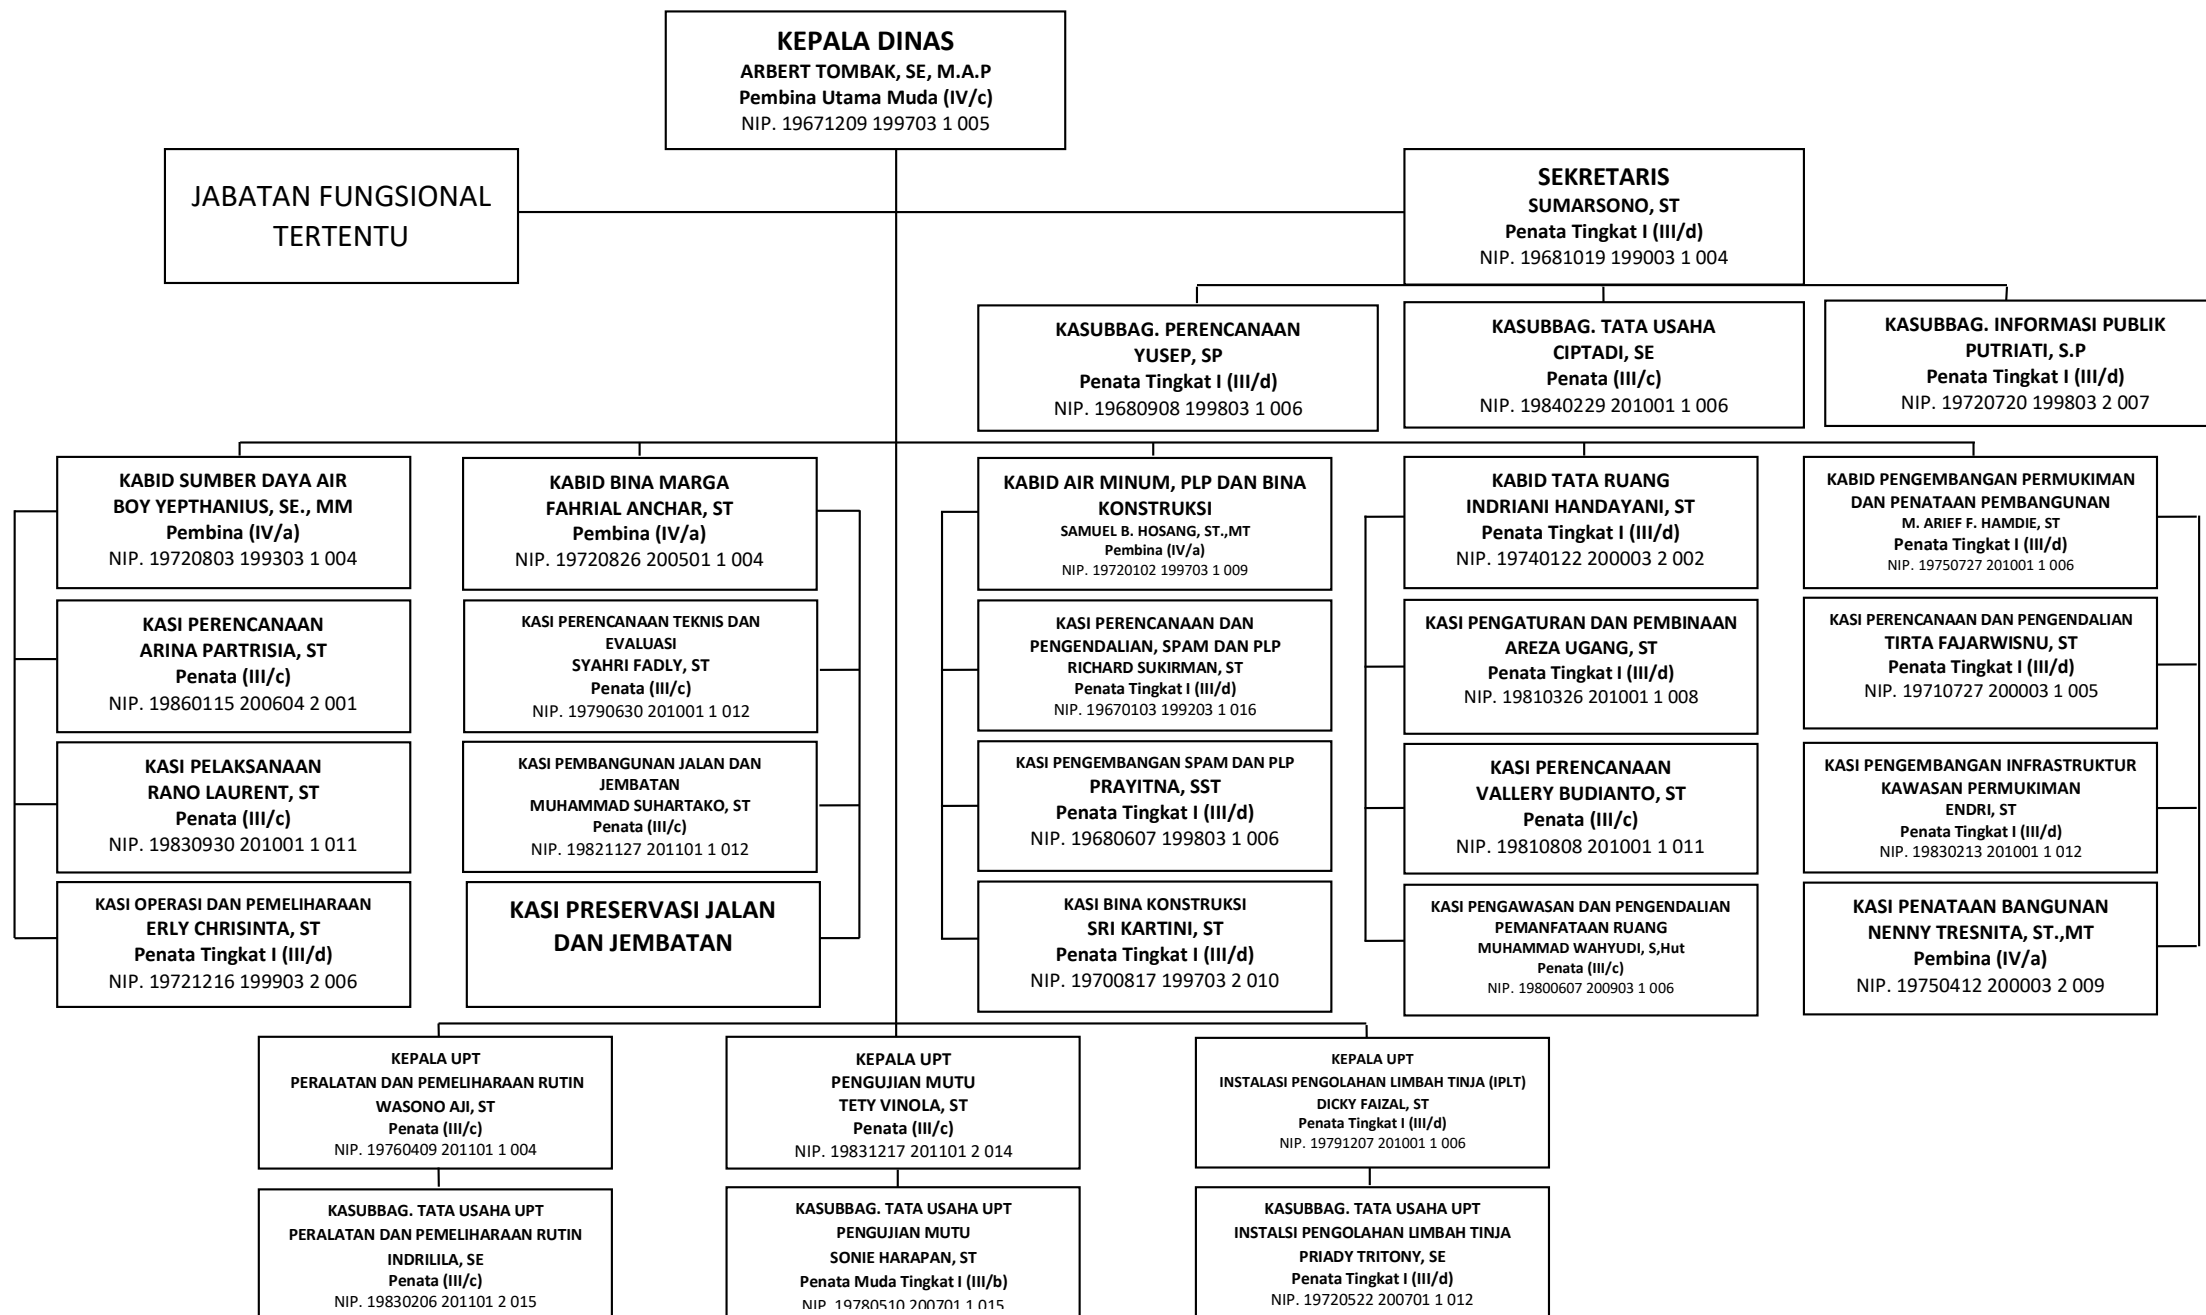 KEPALA DINAS
ARBERT TOMBAK, SE, M.A.P
Pembina Utama Muda (IV/c)
NIP. 19671209 199703 1 005
JABATAN FUNGSIONAL
TERTENTU
SEKRETARIS
SUMARSONO, ST
Penata Tingkat I (III/d)
NIP. 19681019 199003 1 004
KASUBBAG. PERENCANAAN
YUSEP, SP
Penata Tingkat I (III/d)
NIP. 19680908 199803 1 006
KASUBBAG. TATA USAHA
CIPTADI, SE
Penata (III/c)
NIP. 19840229 201001 1 006
KASUBBAG. INFORMASI PUBLIK
PUTRIATI, S.P
Penata Tingkat I (III/d)
NIP. 19720720 199803 2 007
KABID SUMBER DAYA AIR
BOY YEPTHANIUS, SE., MM
Pembina (IV/a)
NIP. 19720803 199303 1 004
KABID BINA MARGA
FAHRIAL ANCHAR, ST
Pembina (IV/a)
NIP. 19720826 200501 1 004
KABID AIR MINUM, PLP DAN BINA
KONSTRUKSI
SAMUEL B. HOSANG, ST.,MT
Pembina (IV/a)
NIP. 19720102 199703 1 009
KABID TATA RUANG
INDRIANI HANDAYANI, ST
Penata Tingkat I (III/d)
NIP. 19740122 200003 2 002
KABID PENGEMBANGAN PERMUKIMAN
DAN PENATAAN PEMBANGUNAN
M. ARIEF F. HAMDIE, ST
Penata Tingkat I (III/d)
NIP. 19750727 201001 1 006
KASI PERENCANAAN
ARINA PARTRISIA, ST
Penata (III/c)
NIP. 19860115 200604 2 001
KASI PERENCANAAN TEKNIS DAN
EVALUASI
SYAHRI FADLY, ST
Penata (III/c)
NIP. 19790630 201001 1 012
KASI PERENCANAAN DAN
PENGENDALIAN, SPAM DAN PLP
RICHARD SUKIRMAN, ST
Penata Tingkat I (III/d)
NIP. 19670103 199203 1 016
KASI PENGATURAN DAN PEMBINAAN
AREZA UGANG, ST
Penata Tingkat I (III/d)
NIP. 19810326 201001 1 008
KASI PERENCANAAN DAN PENGENDALIAN
TIRTA FAJARWISNU, ST
Penata Tingkat I (III/d)
NIP. 19710727 200003 1 005
KASI PELAKSANAAN
RANO LAURENT, ST
Penata (III/c)
NIP. 19830930 201001 1 011
KASI PEMBANGUNAN JALAN DAN
JEMBATAN
MUHAMMAD SUHARTAKO, ST
Penata (III/c)
NIP. 19821127 201101 1 012
KASI PENGEMBANGAN SPAM DAN PLP
PRAYITNA, SST
Penata Tingkat I (III/d)
NIP. 19680607 199803 1 006
KASI PERENCANAAN
VALLERY BUDIANTO, ST
Penata (III/c)
NIP. 19810808 201001 1 011
KASI PENGEMBANGAN INFRASTRUKTUR
KAWASAN PERMUKIMAN
ENDRI, ST
Penata Tingkat I (III/d)
NIP. 19830213 201001 1 012
KASI OPERASI DAN PEMELIHARAAN
ERLY CHRISINTA, ST
Penata Tingkat I (III/d)
NIP. 19721216 199903 2 006
KASI PRESERVASI JALAN
DAN JEMBATAN
KASI BINA KONSTRUKSI
SRI KARTINI, ST
Penata Tingkat I (III/d)
NIP. 19700817 199703 2 010
KASI PENGAWASAN DAN PENGENDALIAN
PEMANFATAAN RUANG
MUHAMMAD WAHYUDI, S,Hut
Penata (III/c)
NIP. 19800607 200903 1 006
KASI PENATAAN BANGUNAN
NENNY TRESNITA, ST.,MT
Pembina (IV/a)
NIP. 19750412 200003 2 009
KEPALA UPT
PERALATAN DAN PEMELIHARAAN RUTIN
WASONO AJI, ST
Penata (III/c)
NIP. 19760409 201101 1 004
KEPALA UPT
PENGUJIAN MUTU
TETY VINOLA, ST
Penata (III/c)
NIP. 19831217 201101 2 014
KEPALA UPT
INSTALASI PENGOLAHAN LIMBAH TINJA (IPLT)
DICKY FAIZAL, ST
Penata Tingkat I (III/d)
NIP. 19791207 201001 1 006
KASUBBAG. TATA USAHA UPT
PERALATAN DAN PEMELIHARAAN RUTIN
INDRILILA, SE
Penata (III/c)
NIP. 19830206 201101 2 015
KASUBBAG. TATA USAHA UPT
PENGUJIAN MUTU
SONIE HARAPAN, ST
Penata Muda Tingkat I (III/b)
NIP. 19780510 200701 1 015
KASUBBAG. TATA USAHA UPT
INSTALSI PENGOLAHAN LIMBAH TINJA
PRIADY TRITONY, SE
Penata Tingkat I (III/d)
NIP. 19720522 200701 1 012